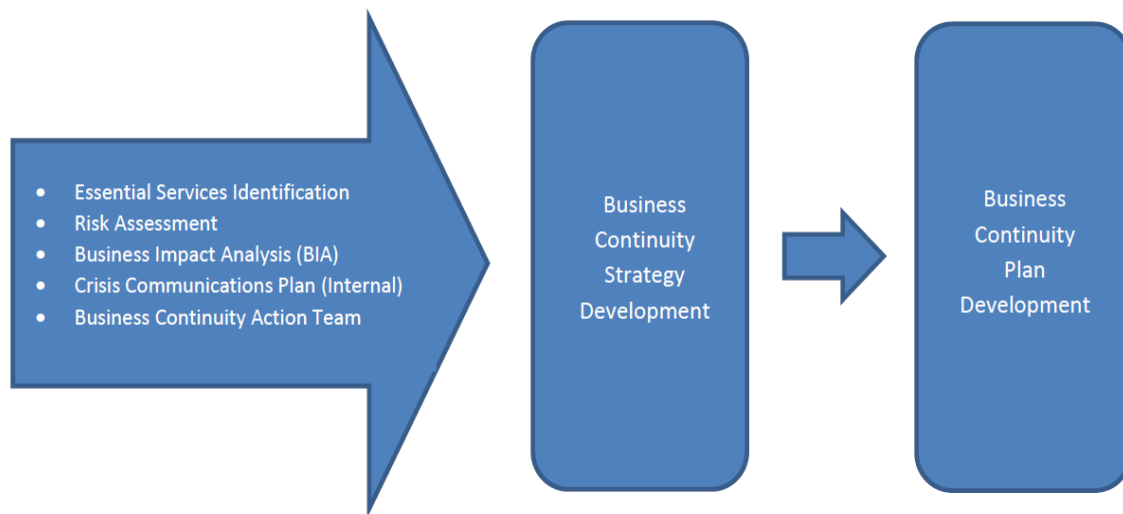 • Essential Services Identification
• Risk Assessment
• Business Impact Analysis (BIA)
• Crisis Communications Plan (Internal)
• Business Continuity Action Team
Business
Continuity
Strategy
Development
Business
Continuity
Plan
Development